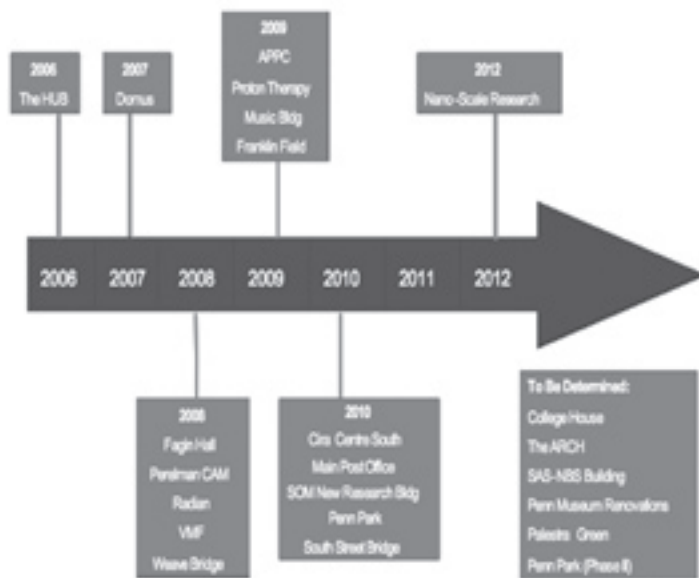 2006
The HUB
2007
Domus
2009
APPC
Proton Therapy
Music Bldg
Franklin Field
2012
Nano-Scale Research
2006 2007 2008 2009 2010 2011 2012
2008
Fagin Hall
Perelman CAM
Radian
VMF
Weave Bridge
2010
Cira Centre South
Main Post Office
SOM New Research Bldg
Penn Park
South Street Bridge
To Be Determined:
College House
The ARCH
SAS-NBS Building
Penn Museum Renovations
Palestra Green
Penn Park (Phase II)